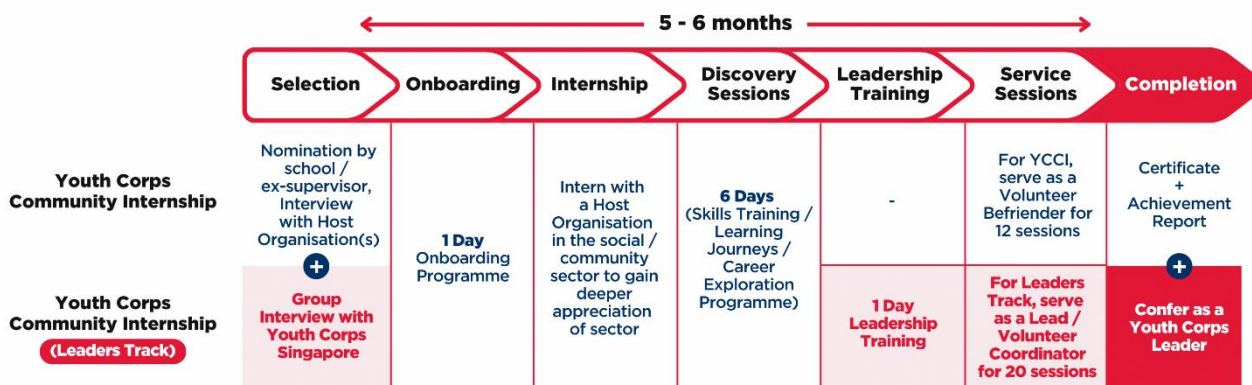 5 - 6 months
Selection
Onboarding
Internship
Discovery
Sessions
Leadership
Training
Service
Sessions
Completion
Youth Corps
Community Internship
Nomination by
school /
ex-supervisor,
Interview
with Host
Organisation(s)
+
1 Day
Onboarding
Programme
Intern with
a Host
Organisation
in the social /
community
sector to gain
deeper
appreciation
of sector
6 Days
(Skills Training /
Learning
Journeys /
Career
Exploration
Programme)
-
For YCCI,
serve as a
Volunteer
Befriender for
12 sessions
Certificate
+
Achievement
Report
+
Youth Corps
Community Internship
(Leaders Track)
Group
Interview with
Youth Corps
Singapore
1 Day
Leadership
Training
For Leaders
Track, serve
as a Lead /
Volunteer
Coordinator
for 20 sessions
Confer as a
Youth Corps
Leader